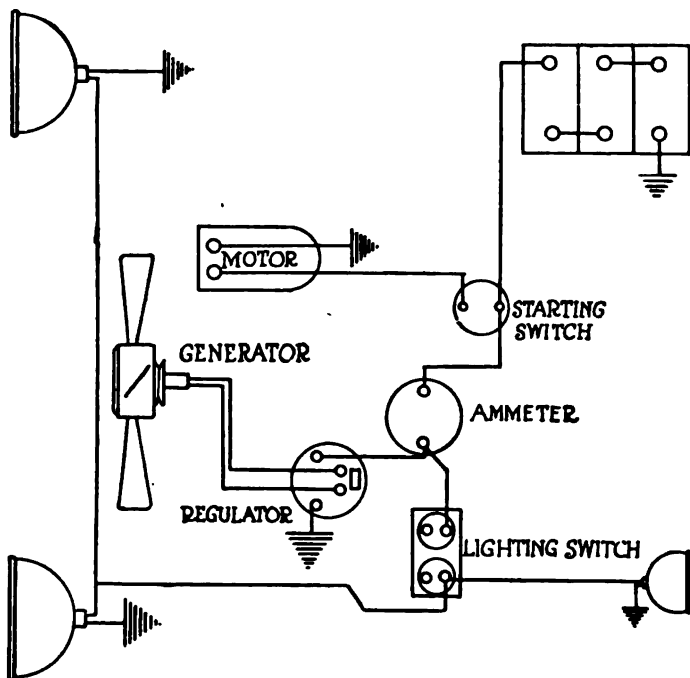 MOTOR
STARTING
SWITCH
GENERATOR
AMMETER
REGULATOR
LIGHTING SWITCH